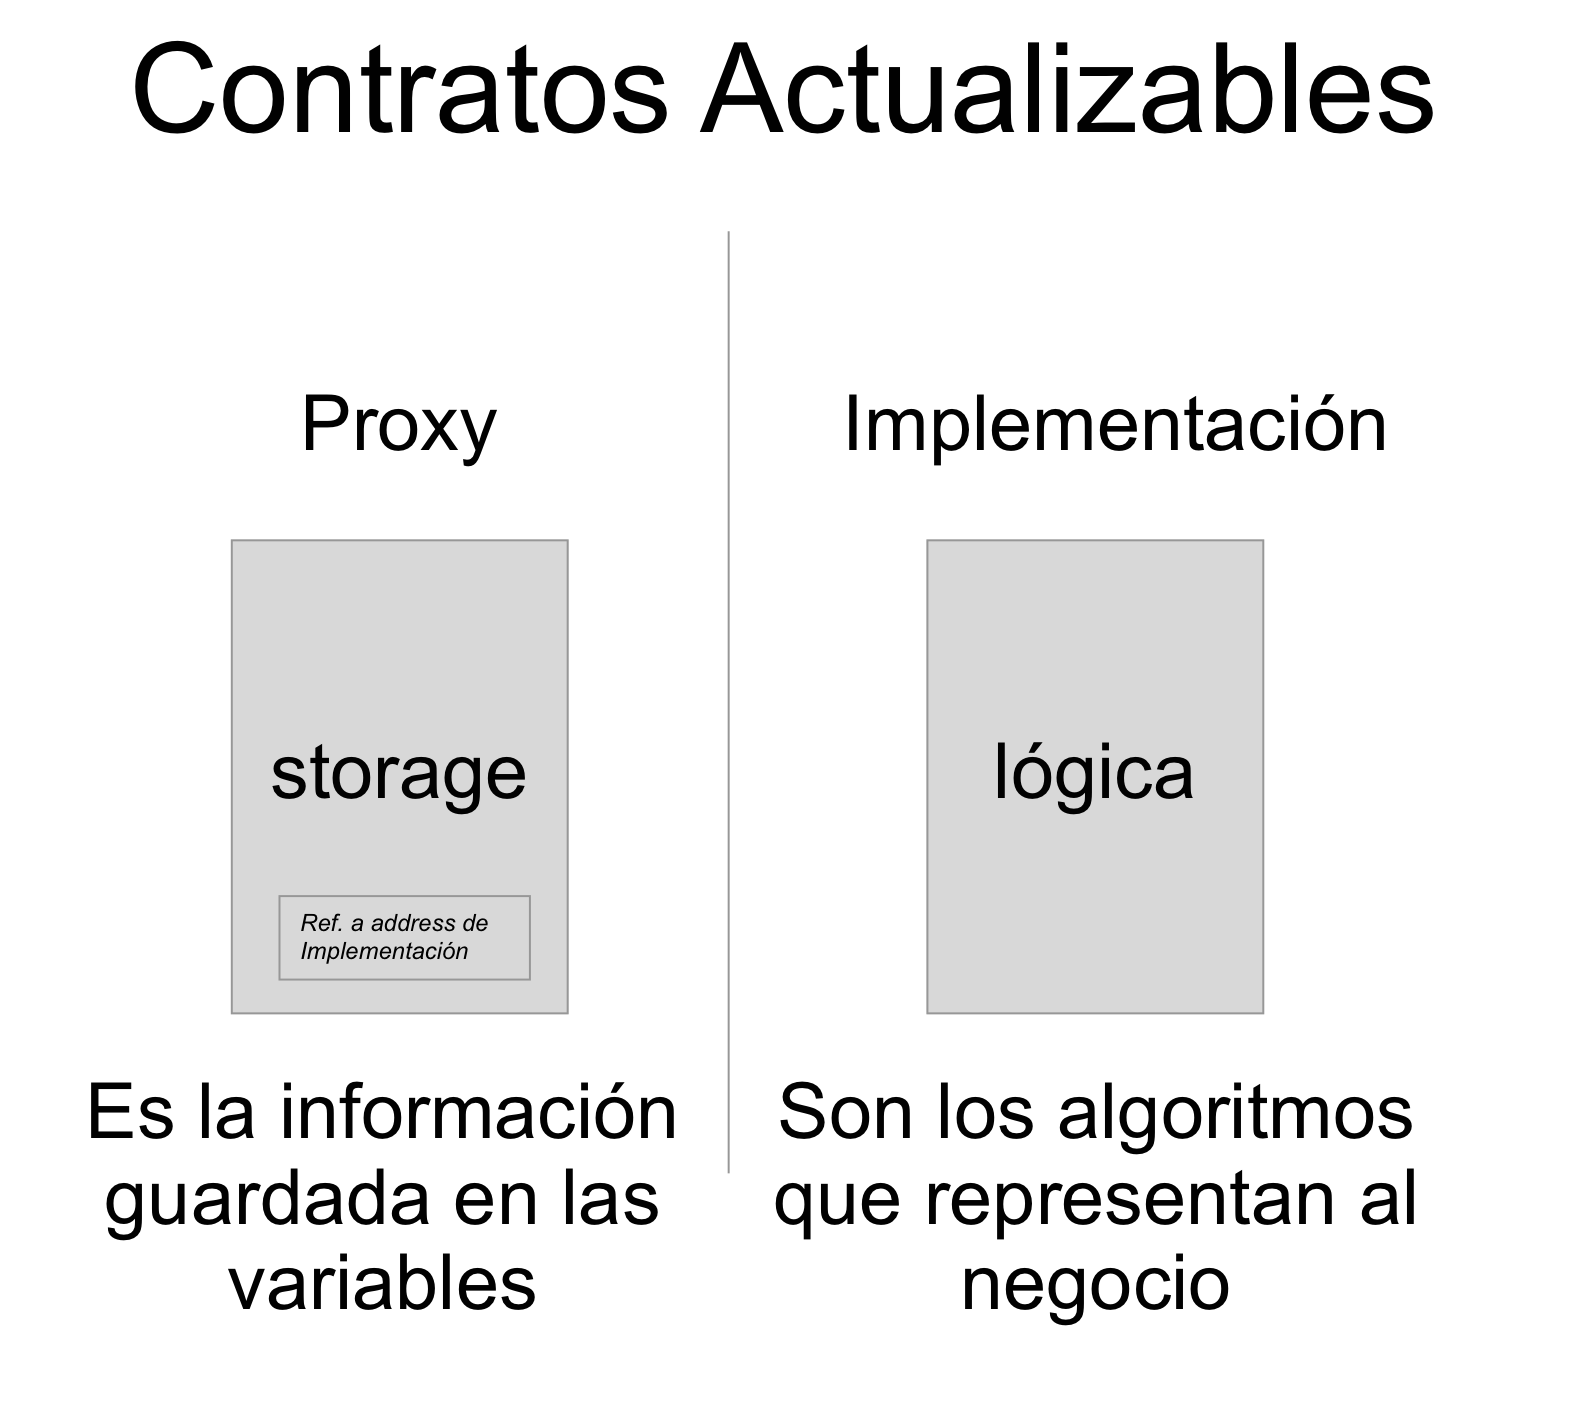 Contratos Actualizables
Proxy
storage
Ref. a address de
Implementación
Es la información
guardada en las
variables
Implementación
lógica
Son los algoritmos
que representan al
negocio